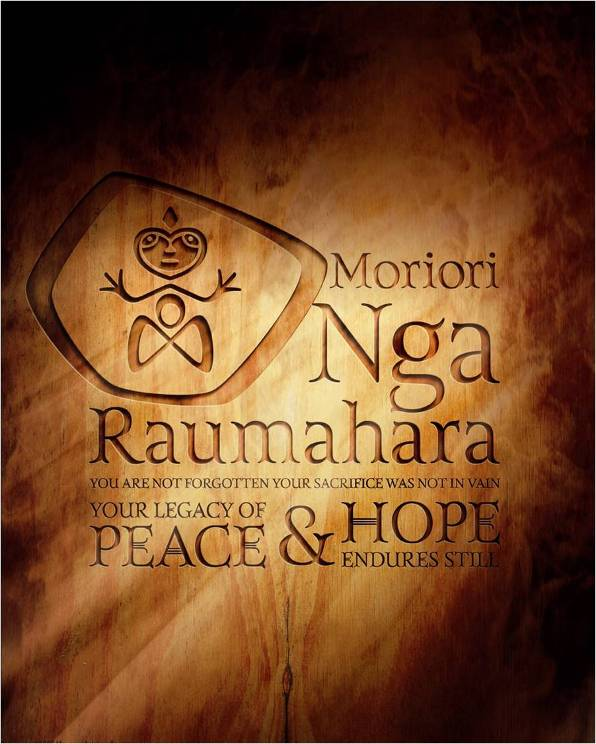 Moriori
Nga
Raumahara
YOU ARE NOT FORGOTTEN YOUR SACRIFICE WAS NOT IN VAIN
YOUR LEGACY OF
PEACE & HOPE
ENDURES STILL